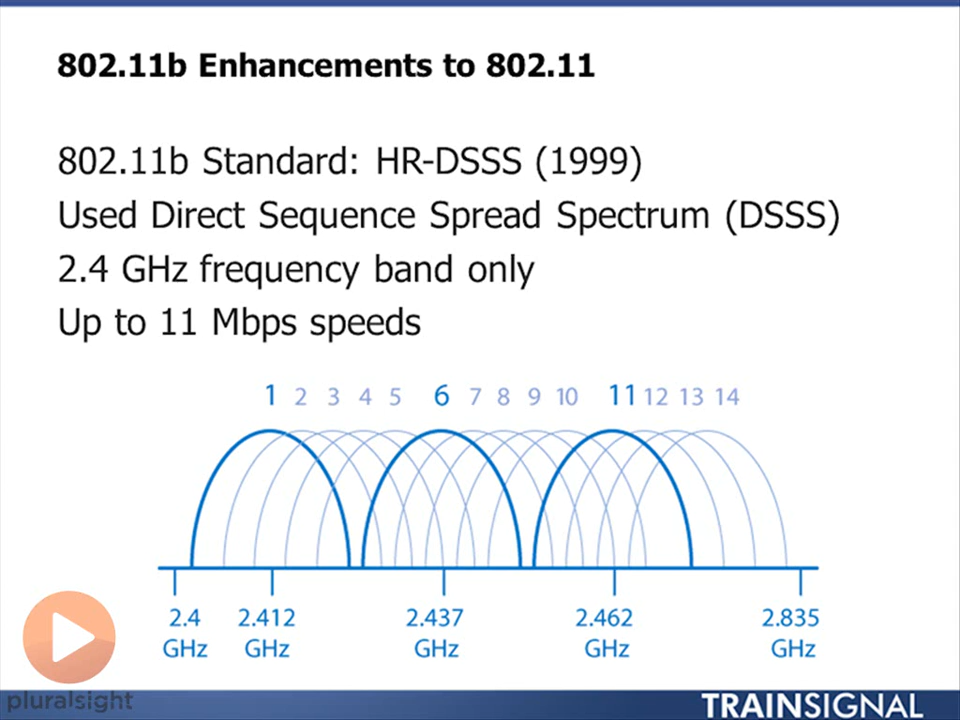 802.11b Enhancements to 802.11
802.11b Standard: HR-DSSS (1999)
Used Direct Sequence Spread Spectrum (DSSS)
2.4 GHz frequency band only
Up to 11 Mbps speeds
1 2 3 4 5 6 7 8 9 10 11 12 13 14
2.4 2.412 2.437 2.462 2.835
GHz GHz GHz GHz GHz
pluralsight
TRAINSIGNAL